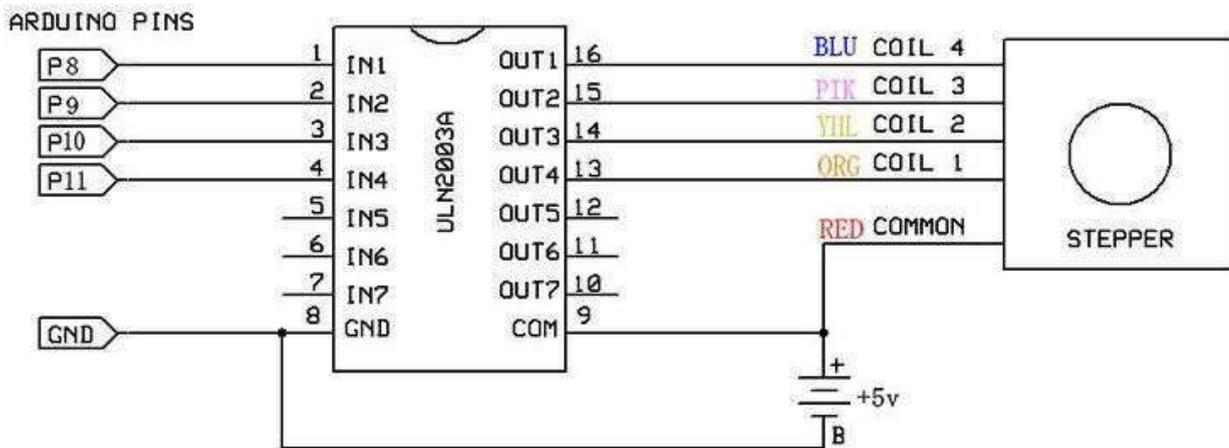 ARDUINO PINS
P8
P9
P10
P11
GND
1 IN1
2 IN2
3 IN3
4 IN4
5 IN5
6 IN6
7 IN7
8 GND
ULN2003A
OUT1 16
OUT2 15
OUT3 14
OUT4 13
OUT5 12
OUT6 11
OUT7 10
COM 9
BLU COIL 4
PIK COIL 3
YHL COIL 2
ORG COIL 1
RED COMMON
STEPPER
+
+5v
B